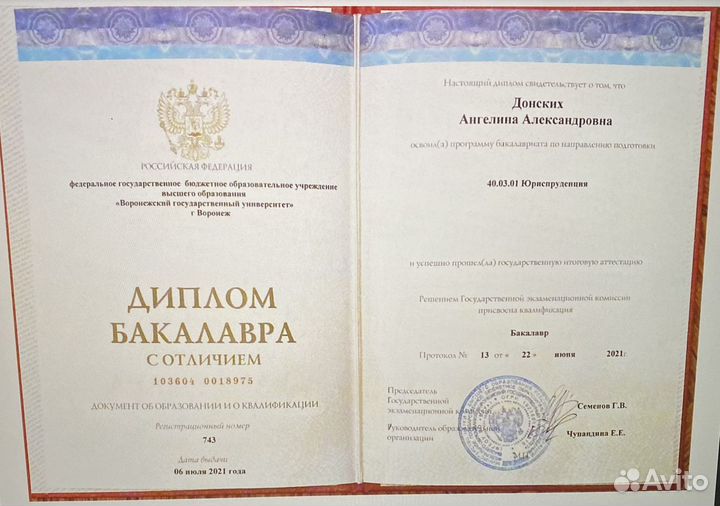 РОССИЙСКАЯ ФЕДЕРАЦИЯ
федеральное государственное бюджетное образовательное учреждение
высшего образования
«Воронежский государственный университет»
г Воронеж
ДИПЛОМ
БАКАЛАВРА
С ОТЛИЧИЕМ
103604 0018975
ДОКУМЕНТ ОБ ОБРАЗОВАНИИ И О КВАЛИФИКАЦИИ
Регистрационный номер
743
Дата выдачи
06 июля 2021 года
Настоящий диплом свидетельствует о том, что
Донских
Ангелина Александровна
освоил(а) программу бакалавриата по направлению подготовки
40.03.01 Юриспруденция
и успешно прошел(ла) государственную итоговую аттестацию
Решением Государственной экзаменационной комиссии
присвоена квалификация
Бакалавр
Протокол № 13 от « 22 » июня 2021г.
Председатель
Государственной
экзаменационной
Семенов Г.В.
Руководитель образовательной
организации
Чупандина Е.Е.
Avito